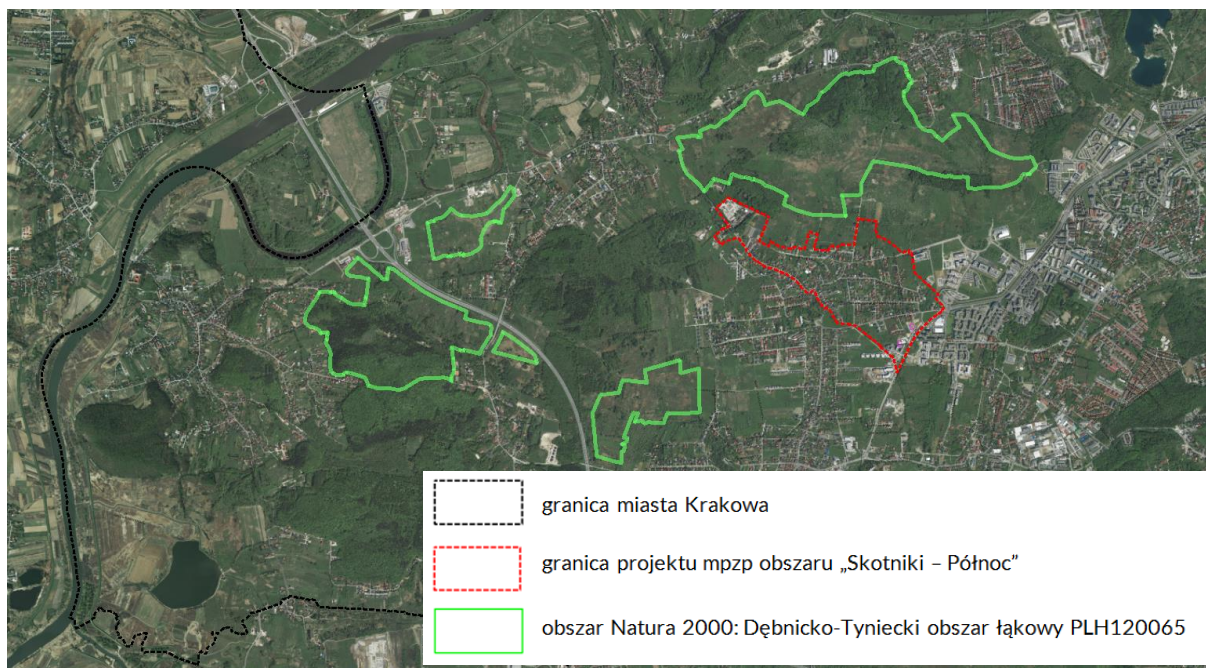 granica miasta Krakowa
granica projektu mpzp obszaru „Skotniki – Północ”
obszar Natura 2000: Dębnicko-Tyniecki obszar łąkowy PLH120065